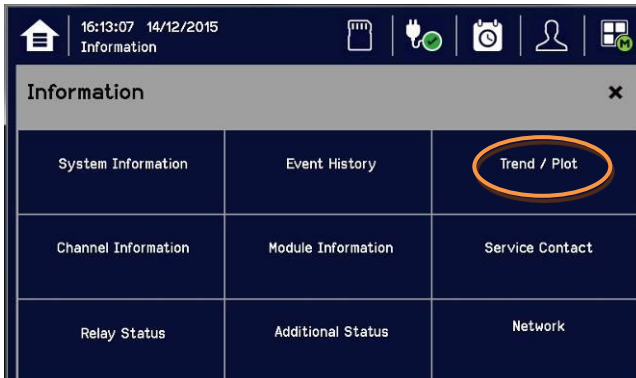 16:13:07 14/12/2015
Information
M
Information
System Information
Event History
Trend / Plot
Channel Information
Module Information
Service Contact
Relay Status
Additional Status
Network